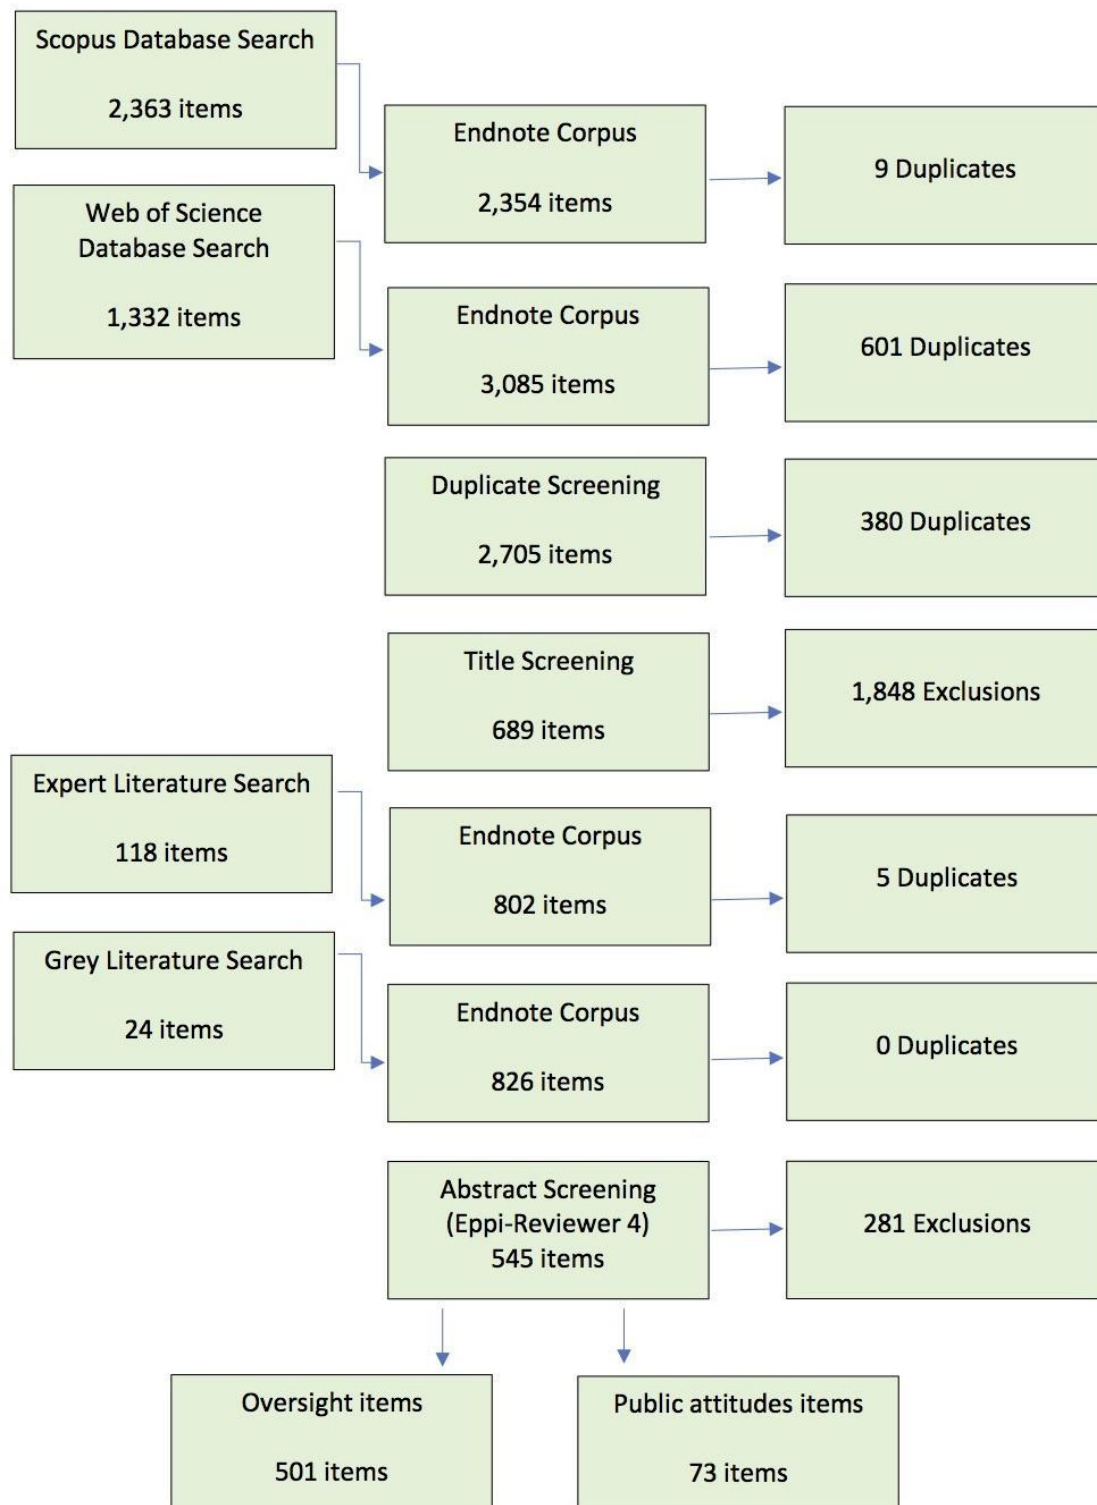 Scopus Database Search
2,363 items
Endnote Corpus
2,354 items
9 Duplicates
Web of Science
Database Search
1,332 items
Endnote Corpus
3,085 items
601 Duplicates
Duplicate Screening
2,705 items
380 Duplicates
Title Screening
689 items
1,848 Exclusions
Expert Literature Search
118 items
Endnote Corpus
802 items
5 Duplicates
Grey Literature Search
24 items
Endnote Corpus
826 items
0 Duplicates
Abstract Screening
(Eppi-Reviewer 4)
545 items
281 Exclusions
Oversight items
501 items
Public attitudes items
73 items